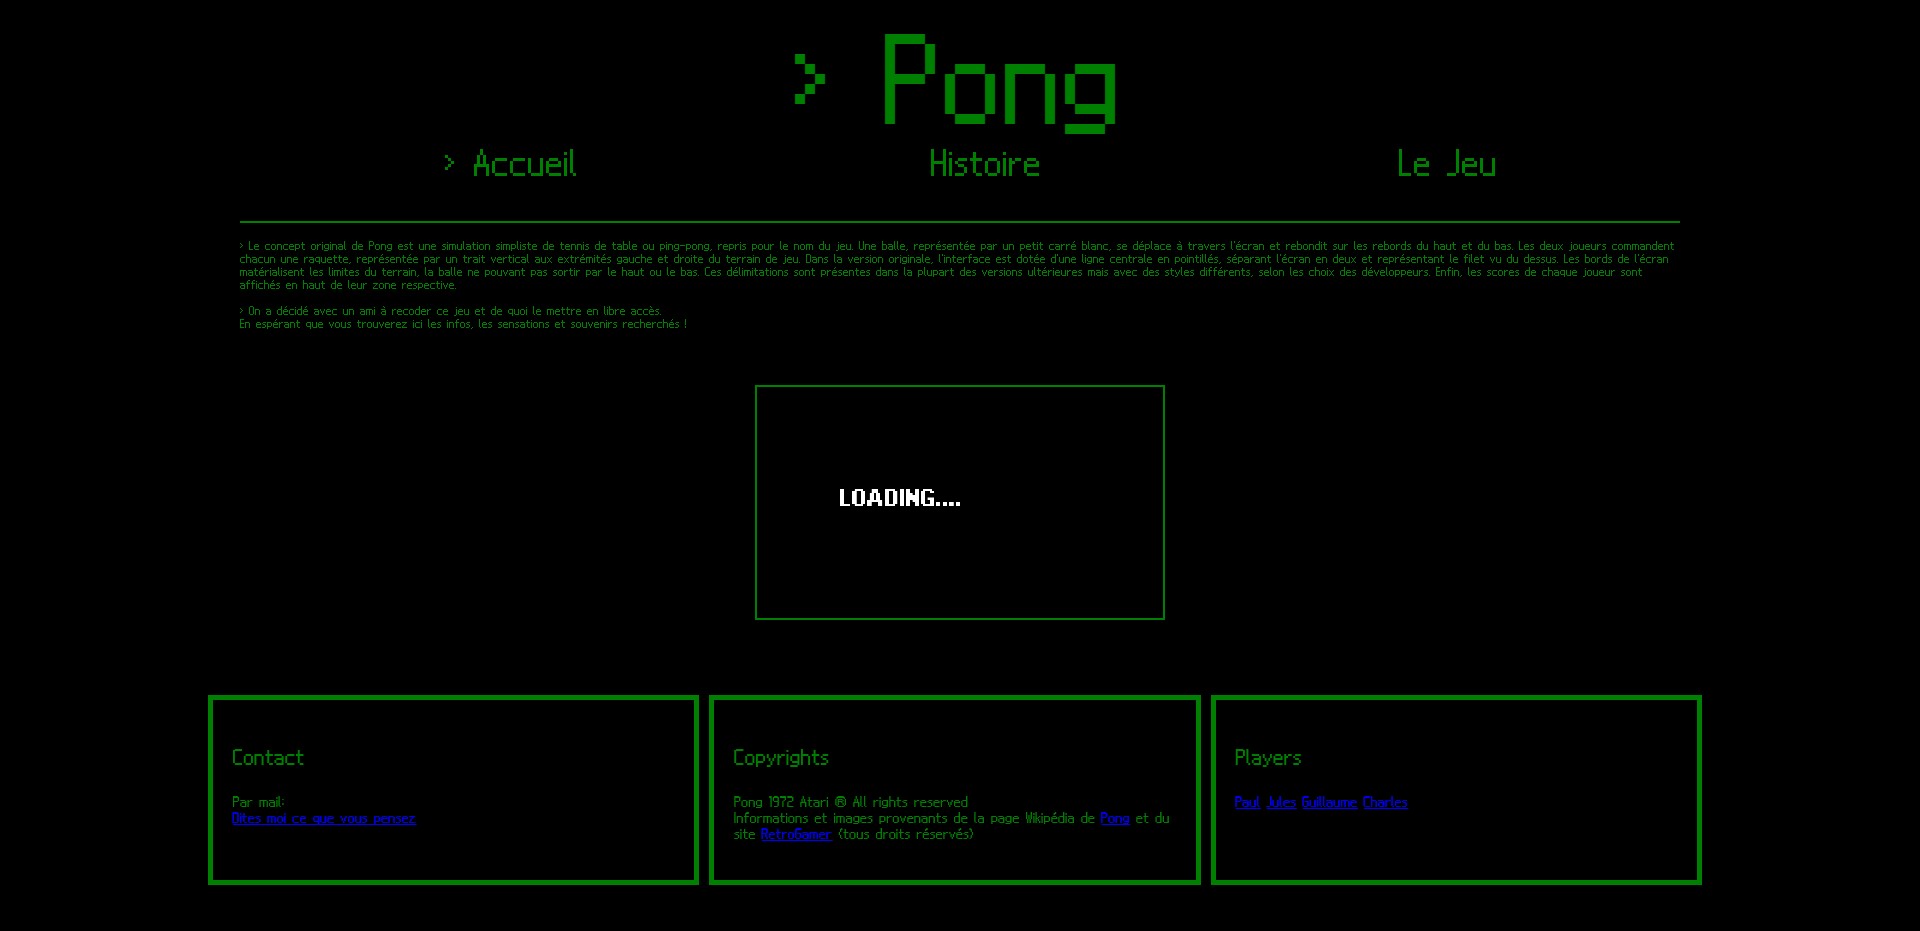 > Pong
> Accueil
Histoire
Le Jeu
> Le concept original de Pong est une simulation simpliste de tennis de table ou ping-pong, repris pour le nom du jeu. Une balle, représentée par un petit carré blanc, se déplace à travers l'écran et rebondit sur les rebords du haut et du bas. Les deux joueurs commandent
chacun une raquette, représentée par un trait vertical aux extrémités gauche et droite du terrain de jeu. Dans la version originale, l'interface est dotée d'une ligne centrale en pointillés, séparant l'écran en deux et représentant le filet vu du dessus. Les bords de l'écran
matérialisent les limites du terrain, la balle ne pouvant pas sortir par le haut ou le bas. Ces délimitations sont présentes dans la plupart des versions ultérieures mais avec des styles différents, selon les choix des développeurs. Enfin, les scores de chaque joueur sont
affichés en haut de leur zone respective.
> On a décidé avec un ami à recoder ce jeu et de quoi le mettre en libre accès.
En espérant que vous trouverez ici les infos, les sensations et souvenirs recherchés !
LOADING....
Contact
Par mail:
Dites moi ce que vous pensez
Copyrights
Pong 1972 Atari ® All rights reserved
Informations et images provenants de la page Wikipédia de Pong et du
site RetroGamer (tous droits réservés)
Players
Paul Jules Guillaume Charles